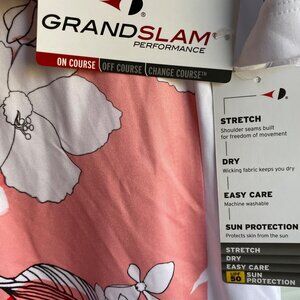 GRANDSLAM®
PERFORMANCE
ON COURSE OFF COURSE CHANGE COURSE™
STRETCH
Shoulder seams built
for freedom of movement
DRY
Wicking fabric keeps you dry
EASY CARE
Machine washable
SUN PROTECTION
Protects skin from the sun
STRETCH
DRY
EASY CARE
SUN
PROTECTION